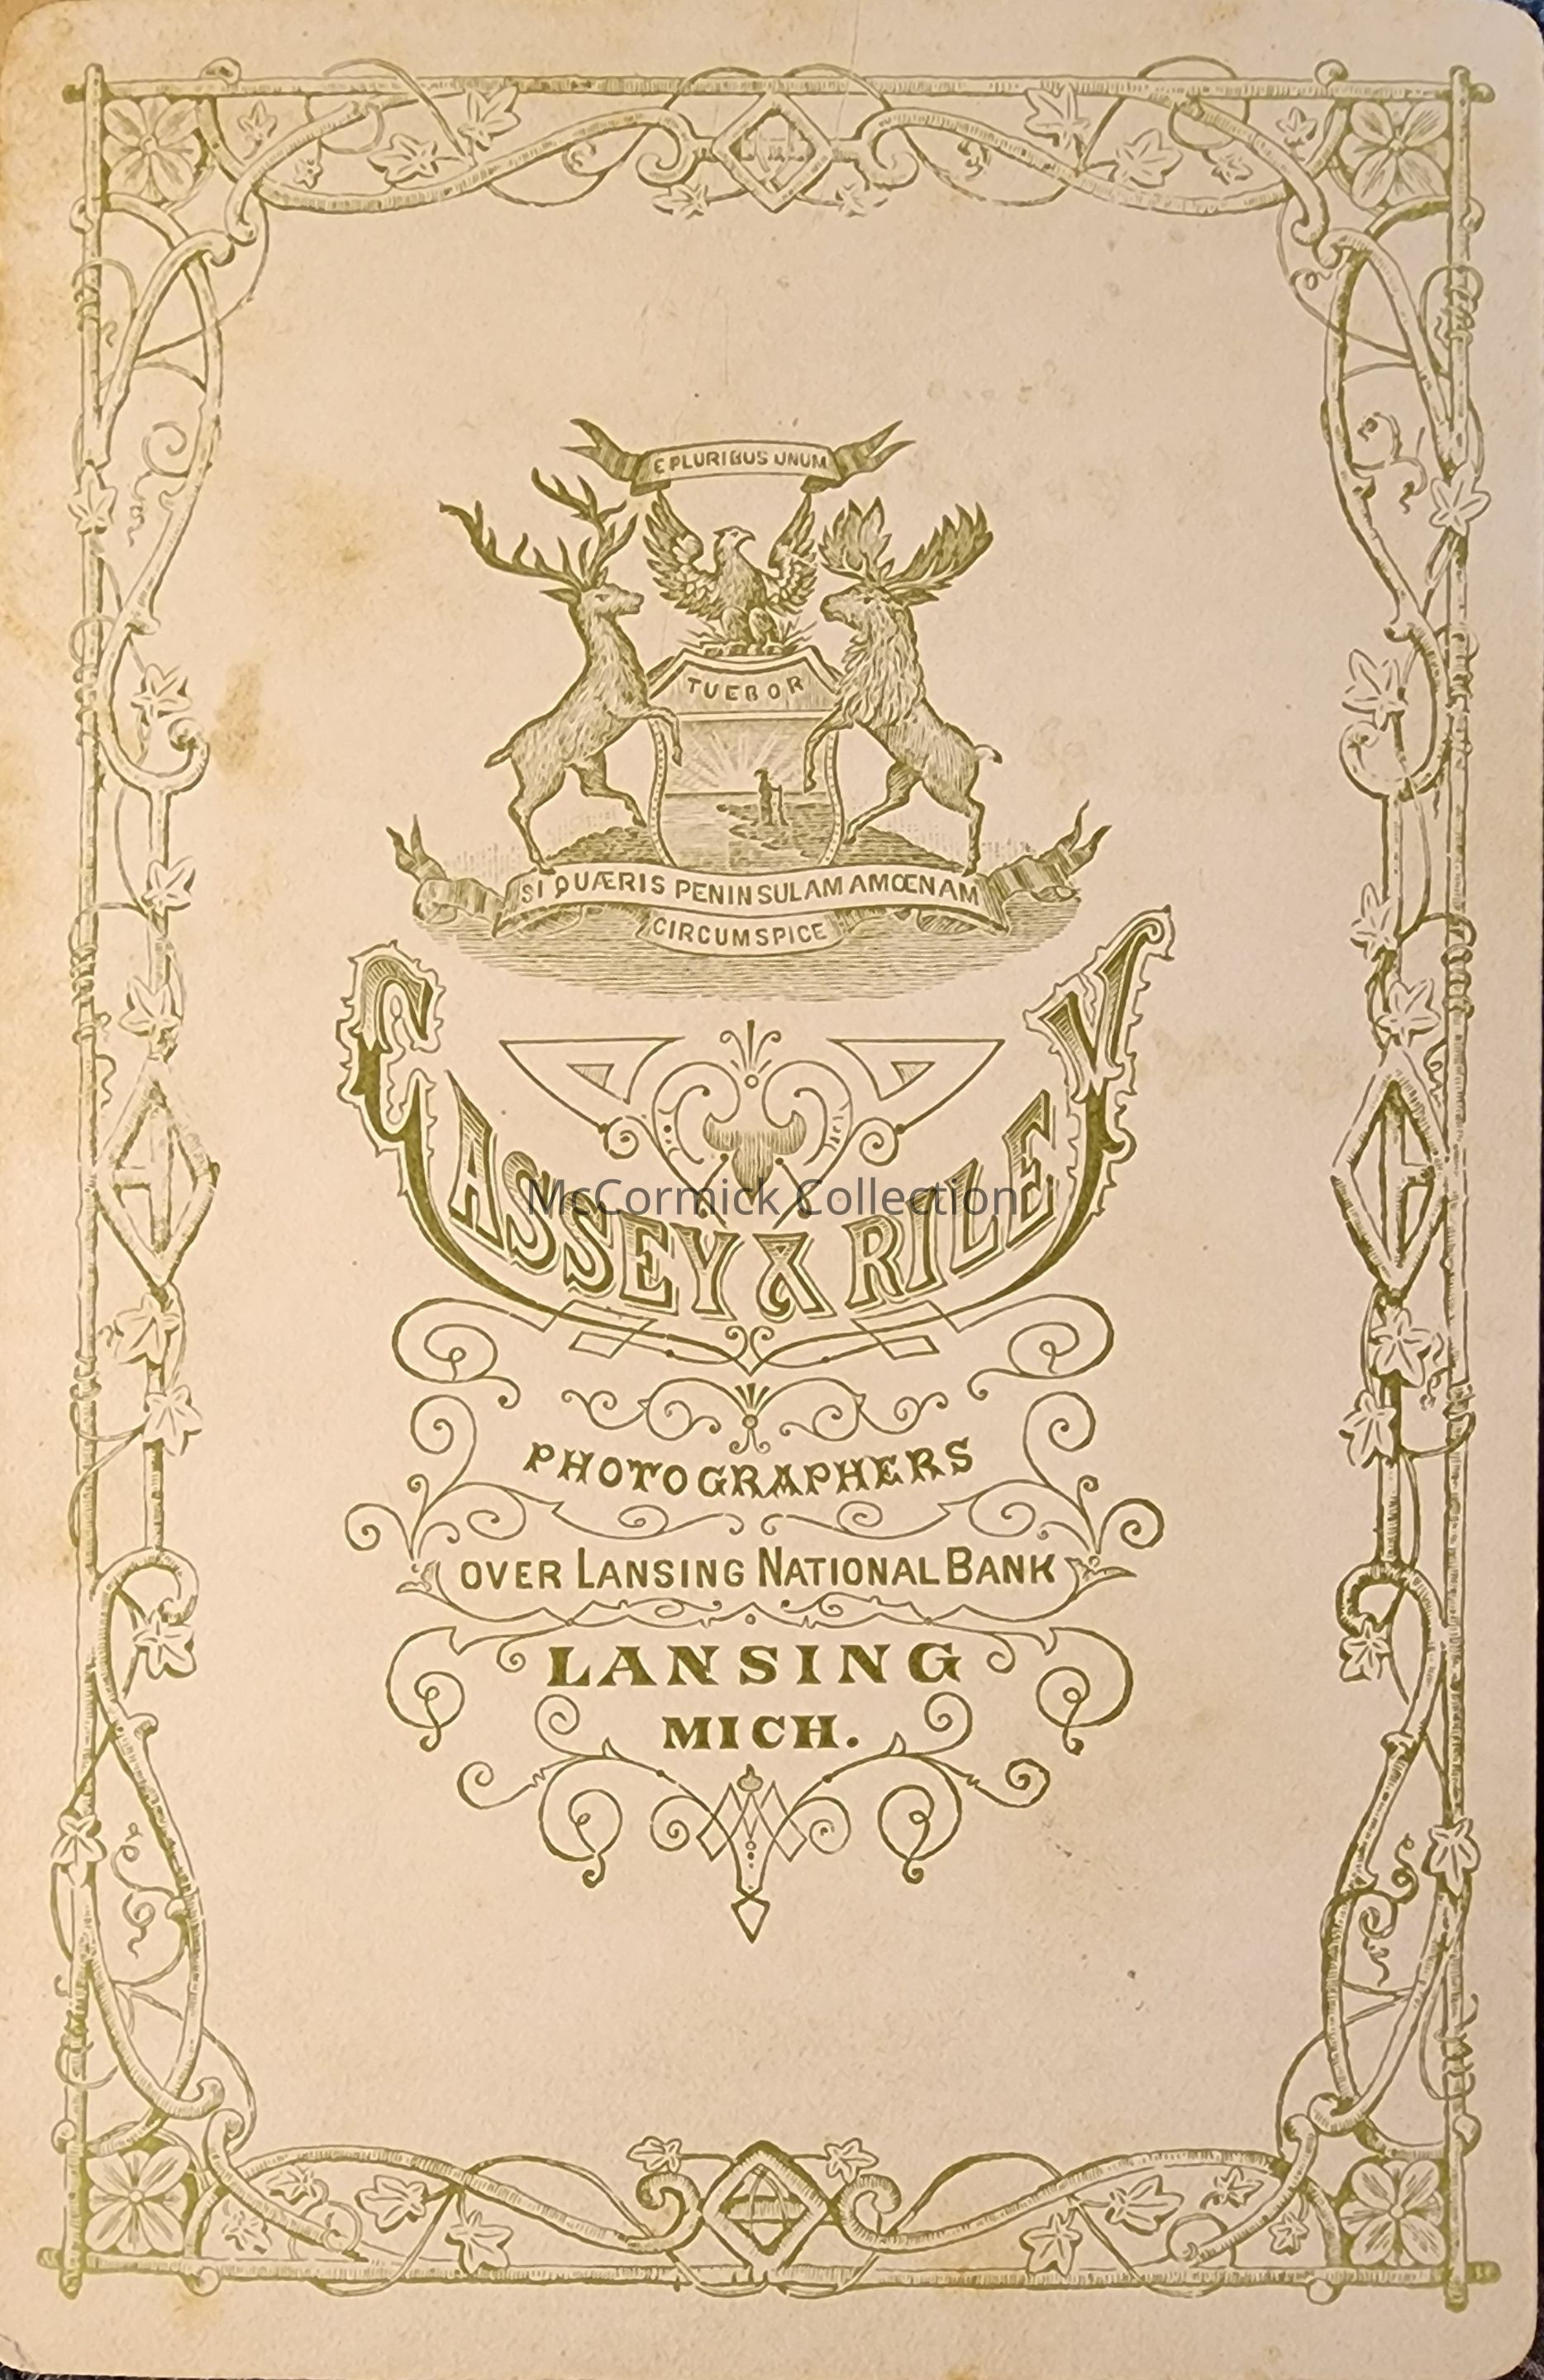 E PLURIBUS UNUM
TUEBOR
SI QUÆRIS PENINSULAM AMŒNAM
CIRCUMSPICE
CASSEY & RILEY
McCormick Collection
PHOTOGRAPHERS
OVER LANSING NATIONAL BANK
LANSING
MICH.